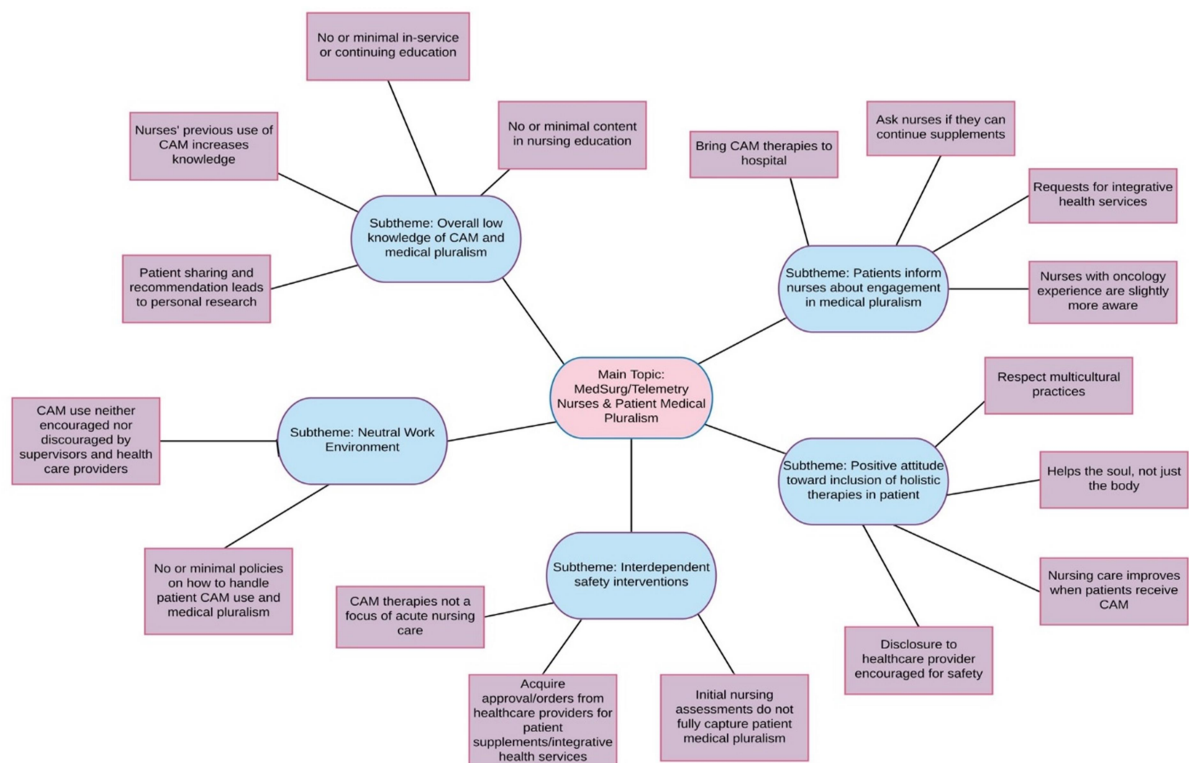 No or minimal in-service
or continuing education
Nurses' previous use of
CAM increases
knowledge
No or minimal content
in nursing education
Patient sharing and
recommendation leads
to personal research
Subtheme: Overall low
knowledge of CAM and
medical pluralism
Bring CAM therapies to
hospital
Ask nurses if they can
continue supplements
Requests for integrative
health services
Nurses with oncology
experience are slightly
more aware
Subtheme: Patients inform
nurses about engagement
in medical pluralism
Main Topic:
MedSurg/Telemetry
Nurses & Patient Medical
Pluralism
CAM use neither
encouraged nor
discouraged by
supervisors and health
care providers
Subtheme: Neutral Work
Environment
No or minimal policies
on how to handle
patient CAM use and
medical pluralism
Subtheme: Positive attitude
toward inclusion of holistic
therapies in patient
Respect multicultural
practices
Helps the soul, not just
the body
Nursing care improves
when patients receive
CAM
Disclosure to
healthcare provider
encouraged for safety
Subtheme: Interdependent
safety interventions
CAM therapies not a
focus of acute nursing
care
Acquire
approval/orders from
healthcare providers for
patient
supplements/integrative
health services
Initial nursing
assessments do not
fully capture patient
medical pluralism